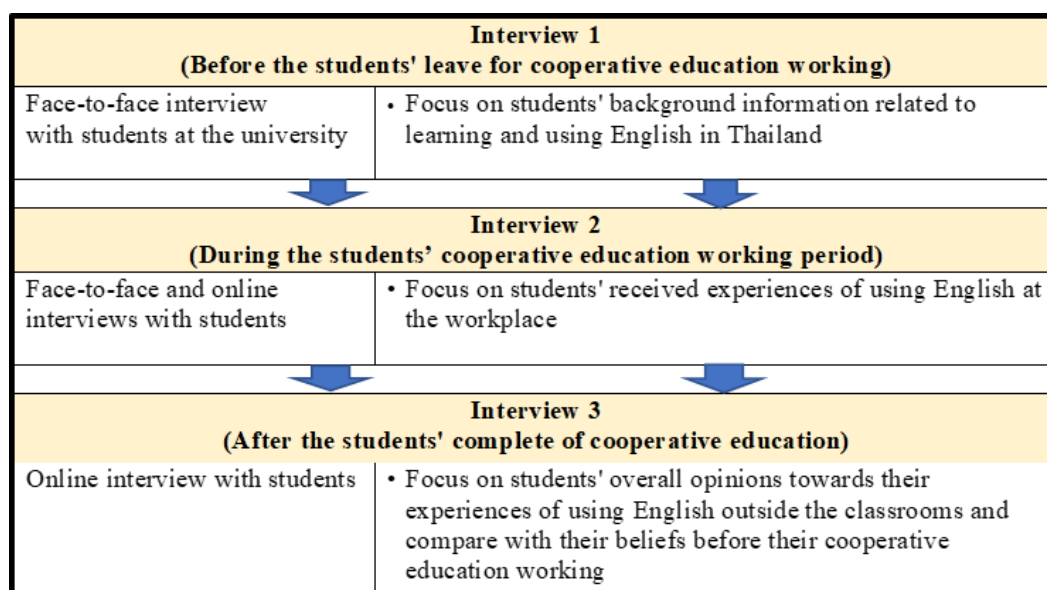 Interview 1
(Before the students' leave for cooperative education working)
Face-to-face interview
with students at the university
• Focus on students' background information related to
learning and using English in Thailand
Interview 2
(During the students’ cooperative education working period)
Face-to-face and online
interviews with students
• Focus on students' received experiences of using English at
the workplace
Interview 3
(After the students' complete of cooperative education)
Online interview with students
• Focus on students' overall opinions towards their
experiences of using English outside the classrooms and
compare with their beliefs before their cooperative
education working